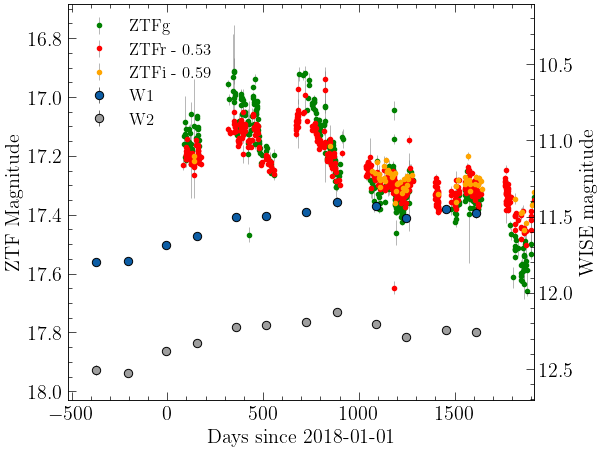 ZTFg
ZTFr - 0.53
ZTFi - 0.59
W1
W2
16.8
17.0
17.2
17.4
17.6
17.8
18.0
ZTF Magnitude
10.5
11.0
11.5
12.0
12.5
WISE magnitude
−500 0 500 1000 1500
Days since 2018-01-01